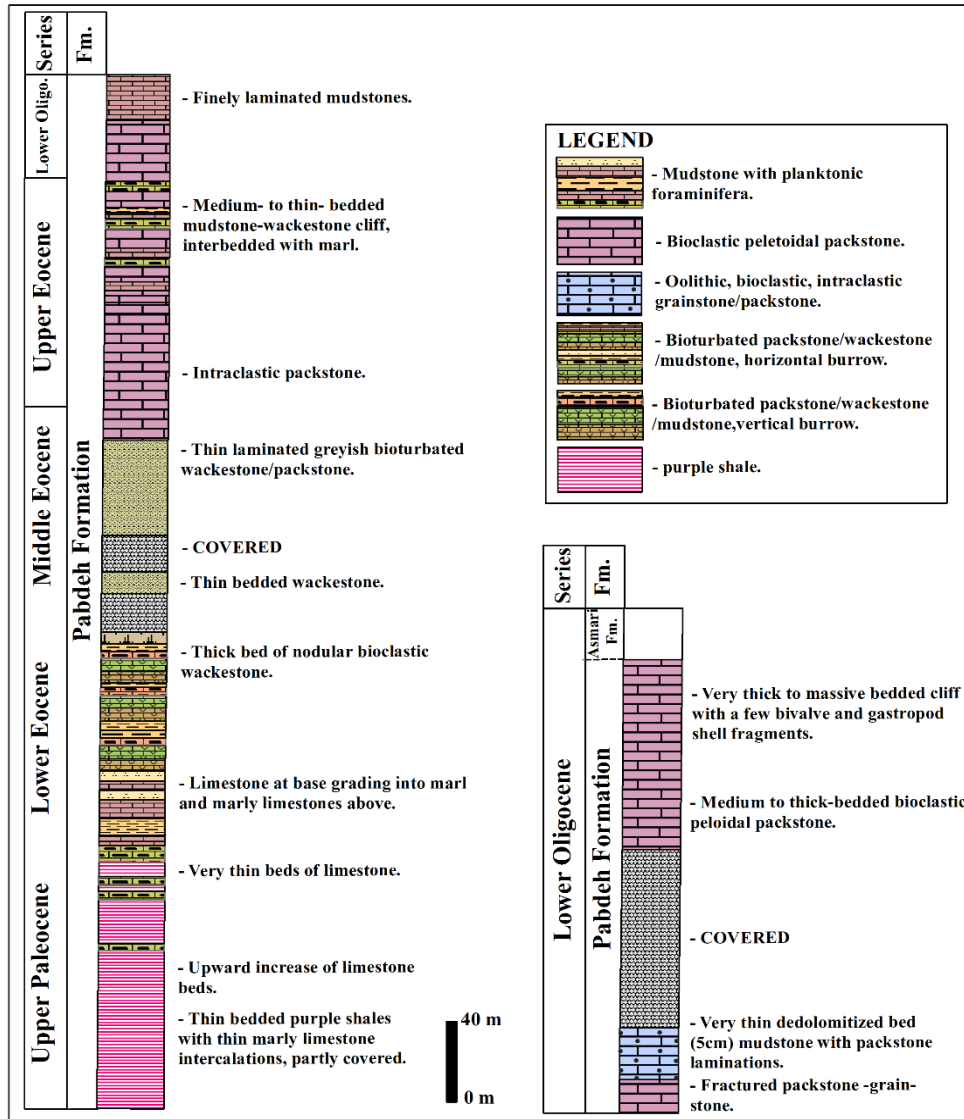 Series
Fm.
Lower Oligo.
Upper Eocene
Middle Eocene
Lower Eocene
Upper Paleocene
Pabdeh Formation
- Finely laminated mudstones.
- Medium- to thin- bedded
mudstone-wackestone cliff,
interbedded with marl.
- Intraclastic packstone.
- Thin laminated greyish bioturbated
wackestone/packstone.
- COVERED
- Thin bedded wackestone.
- Thick bed of nodular bioclastic
wackestone.
- Limestone at base grading into marl
and marly limestones above.
- Very thin beds of limestone.
- Upward increase of limestone
beds.
- Thin bedded purple shales
with thin marly limestone
intercalations, partly covered.
40 m
0 m
LEGEND
- Mudstone with planktonic
foraminifera.
- Bioclastic peletoidal packstone.
- Oolithic, bioclastic, intraclastic
grainstone/packstone.
- Bioturbated packstone/wackestone
/mudstone, horizontal burrow.
- Bioturbated packstone/wackestone
/mudstone,vertical burrow.
- purple shale.
Series
Fm.
Asmari
Fm.
Lower Oligocene
Pabdeh Formation
- Very thick to massive bedded cliff
with a few bivalve and gastropod
shell fragments.
- Medium to thick-bedded bioclastic
peloidal packstone.
- COVERED
- Very thin dedolomitized bed
(5cm) mudstone with packstone
laminations.
- Fractured packstone -grain-
stone.